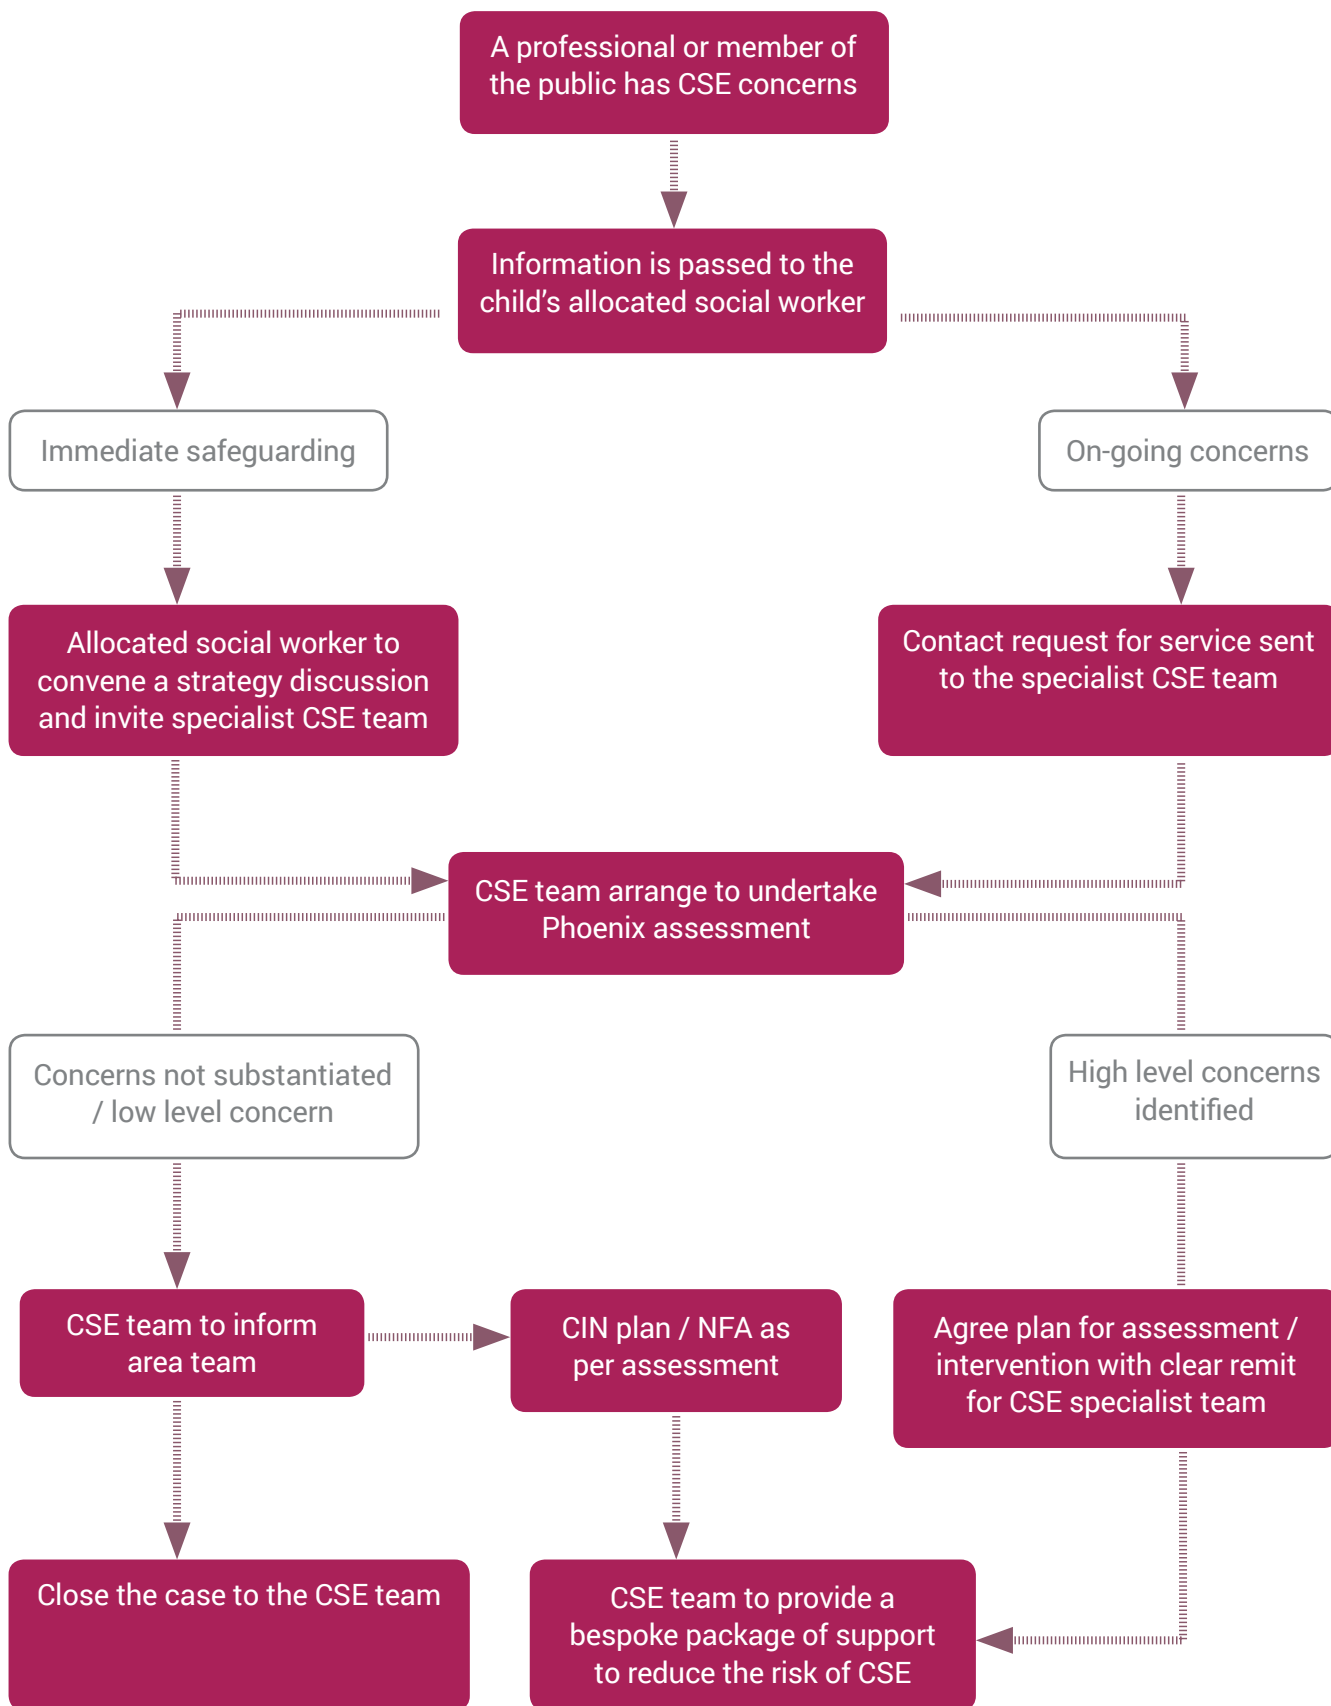 A professional or member of
the public has CSE concerns
Information is passed to the
child’s allocated social worker
Immediate safeguarding
On-going concerns
Allocated social worker to
convene a strategy discussion
and invite specialist CSE team
Contact request for service sent
to the specialist CSE team
CSE team arrange to undertake
Phoenix assessment
Concerns not substantiated
/ low level concern
High level concerns
identified
CSE team to inform
area team
CIN plan / NFA as
per assessment
Agree plan for assessment /
intervention with clear remit
for CSE specialist team
Close the case to the CSE team
CSE team to provide a
bespoke package of support
to reduce the risk of CSE